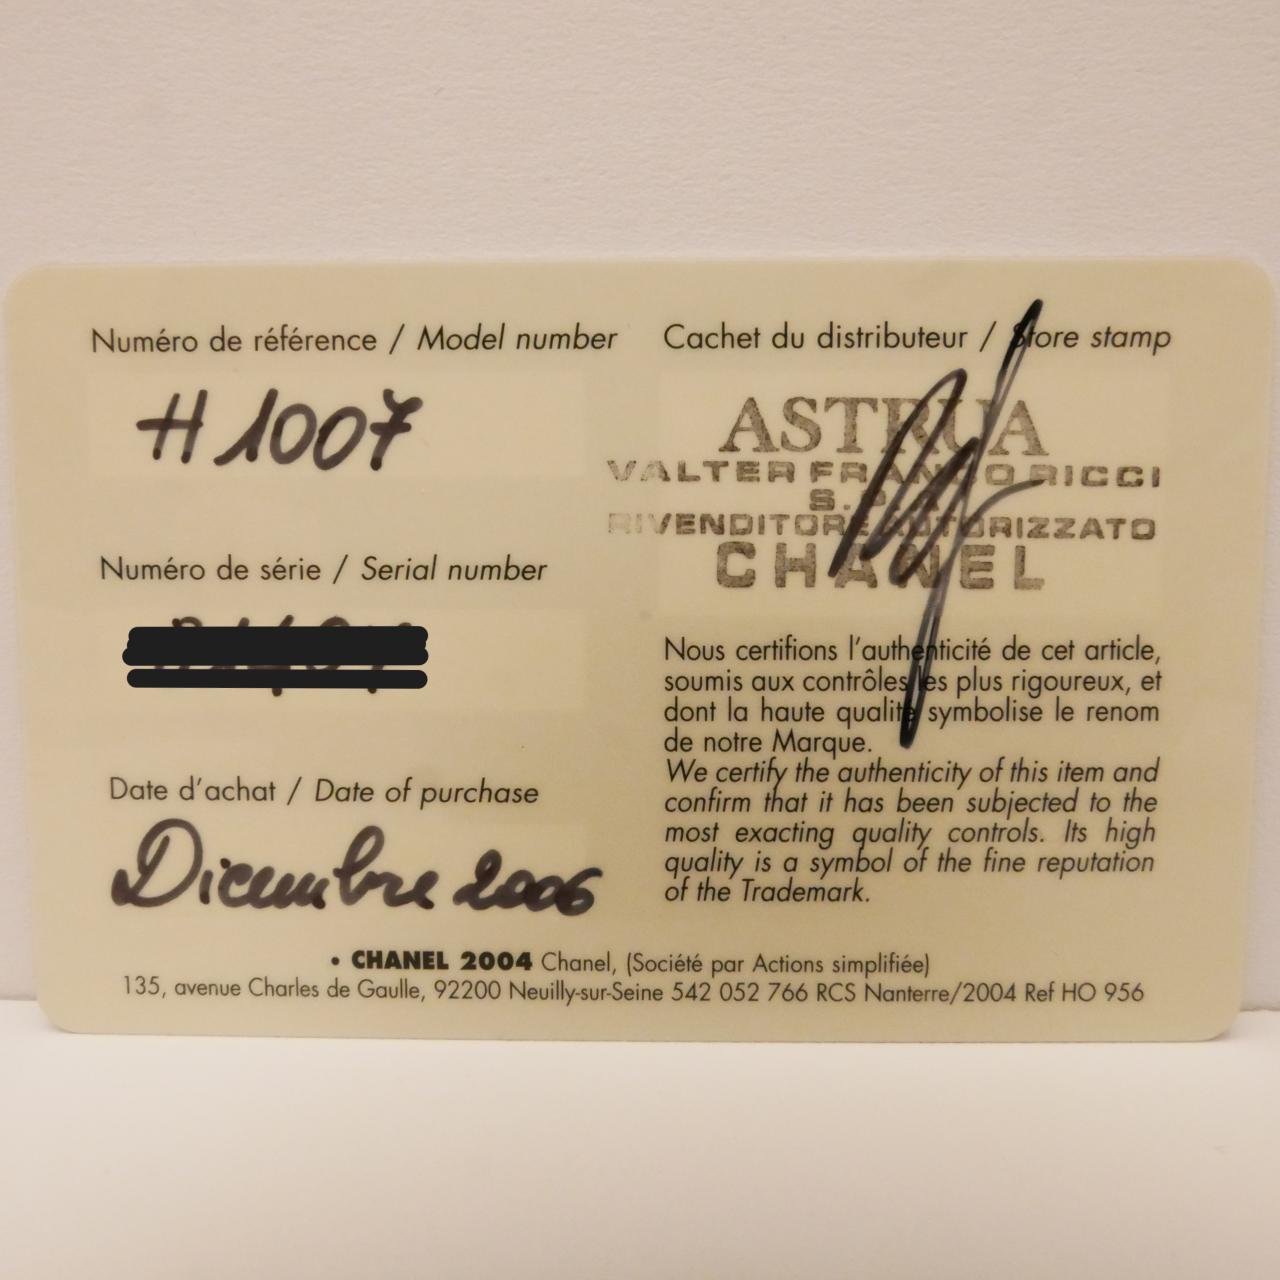 Numéro de référence / Model number
H1007
Numéro de série / Serial number
Date d'achat / Date of purchase
Dicembre 2006
Cachet du distributeur / Store stamp
ASTRUA
VALTER FRANCO RICCI
S.P.A.
RIVENDITORE AUTORIZZATO
CHANEL
Nous certifions l'authenticité de cet article,
soumis aux contrôles les plus rigoureux, et
dont la haute qualité symbolise le renom
de notre Marque.
We certify the authenticity of this item and
confirm that it has been subjected to the
most exacting quality controls. Its high
quality is a symbol of the fine reputation
of the Trademark.
• CHANEL 2004 Chanel, (Société par Actions simplifiée)
135, avenue Charles de Gaulle, 92200 Neuilly-sur-Seine 542 052 766 RCS Nanterre/2004 Ref HO 956